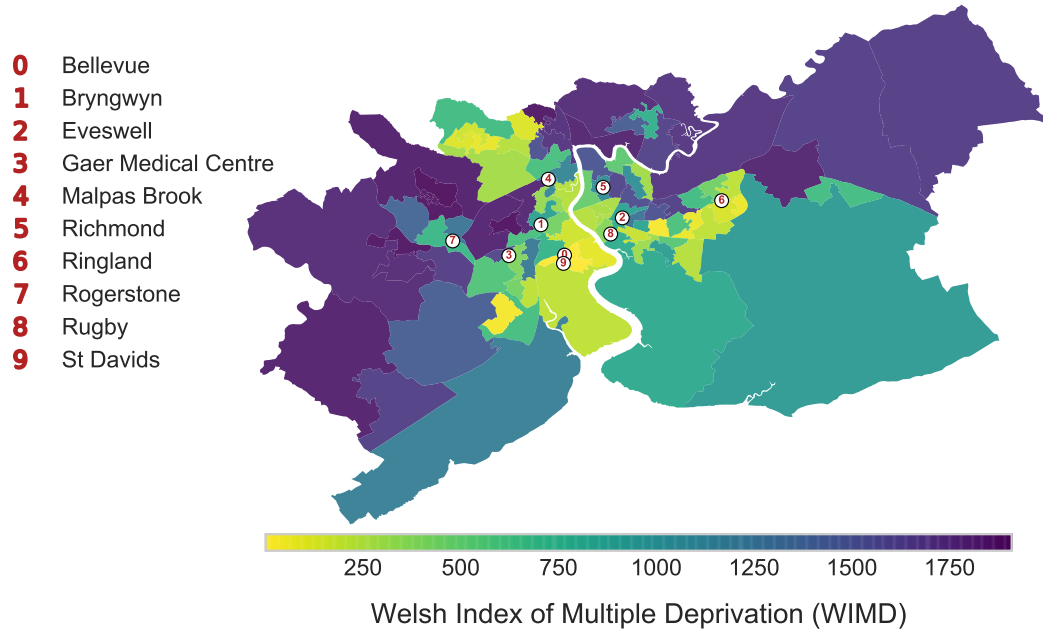 0 Bellevue
1 Bryngwyn
2 Eveswell
3 Gaer Medical Centre
4 Malpas Brook
5 Richmond
6 Ringland
7 Rogerstone
8 Rugby
9 St Davids
4
5
6
2
1
8
7
3
0
9
250 500 750 1000 1250 1500 1750
Welsh Index of Multiple Deprivation (WIMD)